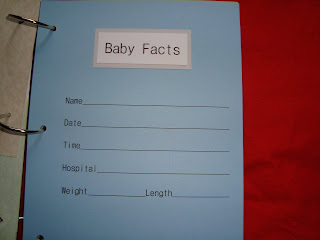 Baby Facts
Name
Date
Time
Hospital
Weight Length